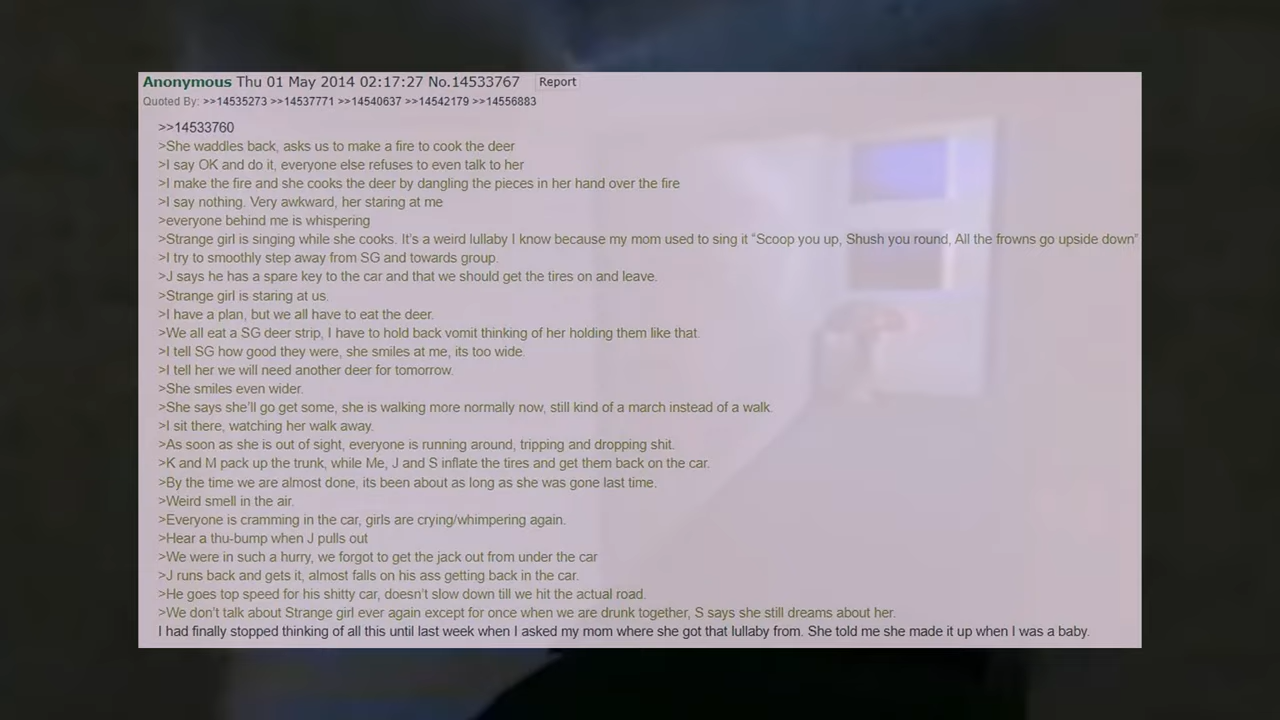 Anonymous Thu 01 May 2014 02:17:27 No.14533767 Report
Quoted By: >>14535273 >>14537771 >>14540637 >>14542179 >>14556883
>>14533760
>She waddles back, asks us to make a fire to cook the deer
>I say OK and do it, everyone else refuses to even talk to her
>I make the fire and she cooks the deer by dangling the pieces in her hand over the fire
>I say nothing. Very awkward, her staring at me
>everyone behind me is whispering
>Strange girl is singing while she cooks. It's a weird lullaby I know because my mom used to sing it “Scoop you up, Shush you round, All the frowns go upside down”
>I try to smoothly step away from SG and towards group.
>J says he has a spare key to the car and that we should get the tires on and leave.
>Strange girl is staring at us.
>I have a plan, but we all have to eat the deer.
>We all eat a SG deer strip, I have to hold back vomit thinking of her holding them like that.
>I tell SG how good they were, she smiles at me, its too wide.
>I tell her we will need another deer for tomorrow.
>She smiles even wider.
>She says she'll go get some, she is walking more normally now, still kind of a march instead of a walk.
>I sit there, watching her walk away.
>As soon as she is out of sight, everyone is running around, tripping and dropping shit.
>K and M pack up the trunk, while Me, J and S inflate the tires and get them back on the car.
>By the time we are almost done, its been about as long as she was gone last time.
>Weird smell in the air.
>Everyone is cramming in the car, girls are crying/whimpering again.
>Hear a thu-bump when J pulls out
>We were in such a hurry, we forgot to get the jack out from under the car
>J runs back and gets it, almost falls on his ass getting back in the car.
>He goes top speed for his shitty car, doesn't slow down till we hit the actual road.
>We don't talk about Strange girl ever again except for once when we are drunk together, S says she still dreams about her.
I had finally stopped thinking of all this until last week when I asked my mom where she got that lullaby from. She told me she made it up when I was a baby.